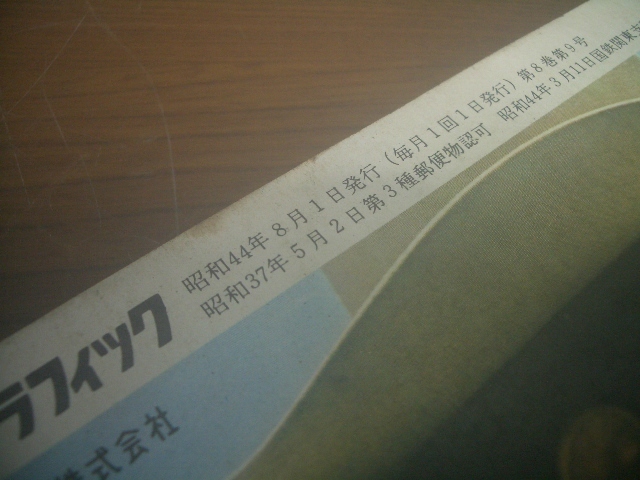 昭和44年8月1日発行（毎月1回1日発行）第8巻第9号
昭和37年5月2日第3種郵便物認可 昭和44年3月11日国鉄関東支
ラフィック
株式会社